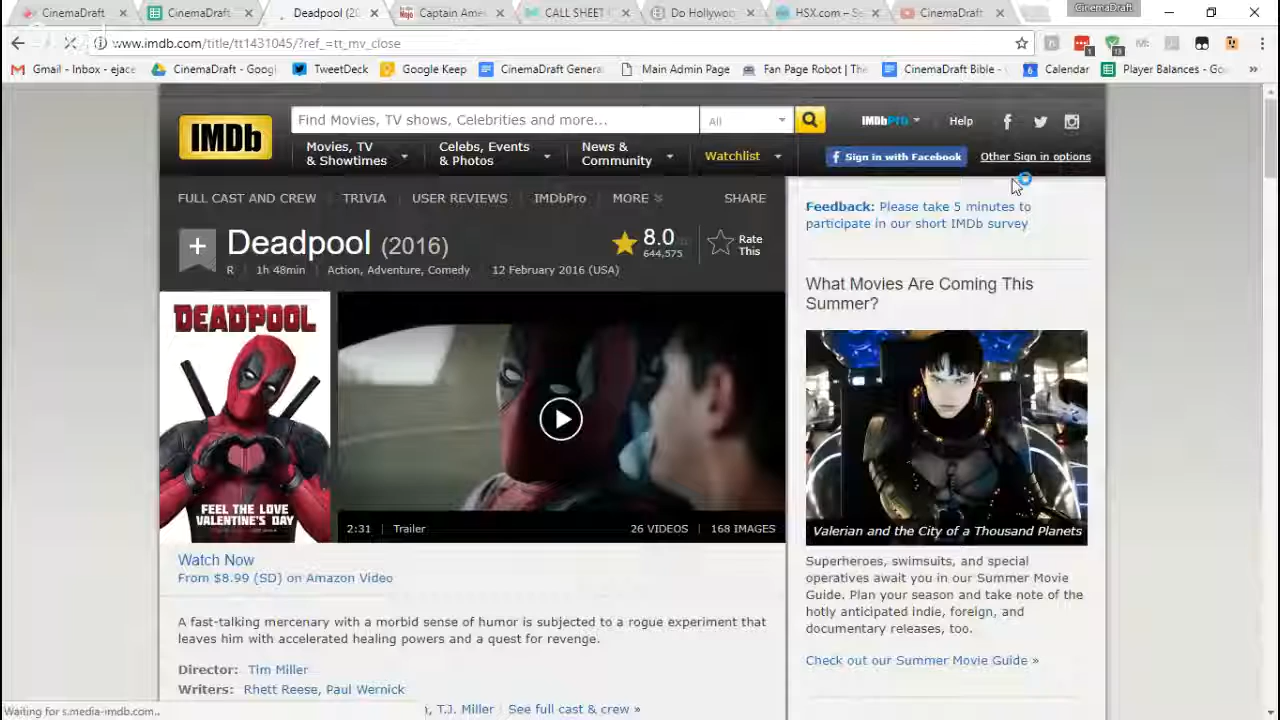 CinemaDraft
CinemaDraft
Deadpool (20
Captain Ame
CALL SHEET
Do Hollywo
HSX.com
CinemaDraft
CinemaDraft
www.imdb.com/title/tt1431045/?ref_=tt_mv_close
Gmail - Inbox - ejace
CinemaDraft - Googl
TweetDeck
Google Keep
CinemaDraft Genera
Main Admin Page
Fan Page Robot | The
CinemaDraft Bible -
Calendar
Player Balances - Go
IMDb
Find Movies, TV shows, Celebrities and more...
All
IMDbPro
Help
Movies, TV
& Showtimes
Celebs, Events
& Photos
News &
Community
Watchlist
Sign in with Facebook
Other Sign in options
FULL CAST AND CREW
TRIVIA
USER REVIEWS
IMDbPro
MORE
SHARE
Deadpool (2016)
8.0
644,575
Rate
This
R
1h 48min
Action, Adventure, Comedy
12 February 2016 (USA)
DEADPOOL
FEEL THE LOVE
VALENTINE'S DAY
2:31
Trailer
26 VIDEOS
168 IMAGES
Watch Now
From $8.99 (SD) on Amazon Video
A fast-talking mercenary with a morbid sense of humor is subjected to a rogue experiment that
leaves him with accelerated healing powers and a quest for revenge.
Director: Tim Miller
Writers: Rhett Reese, Paul Wernick
, T.J. Miller
See full cast & crew »
Feedback: Please take 5 minutes to
participate in our short IMDb survey
What Movies Are Coming This
Summer?
Valerian and the City of a Thousand Planets
Superheroes, swimsuits, and special
operatives await you in our Summer Movie
Guide. Plan your season and take note of the
hotly anticipated indie, foreign, and
documentary releases, too.
Check out our Summer Movie Guide »
Waiting for s.media-imdb.com...